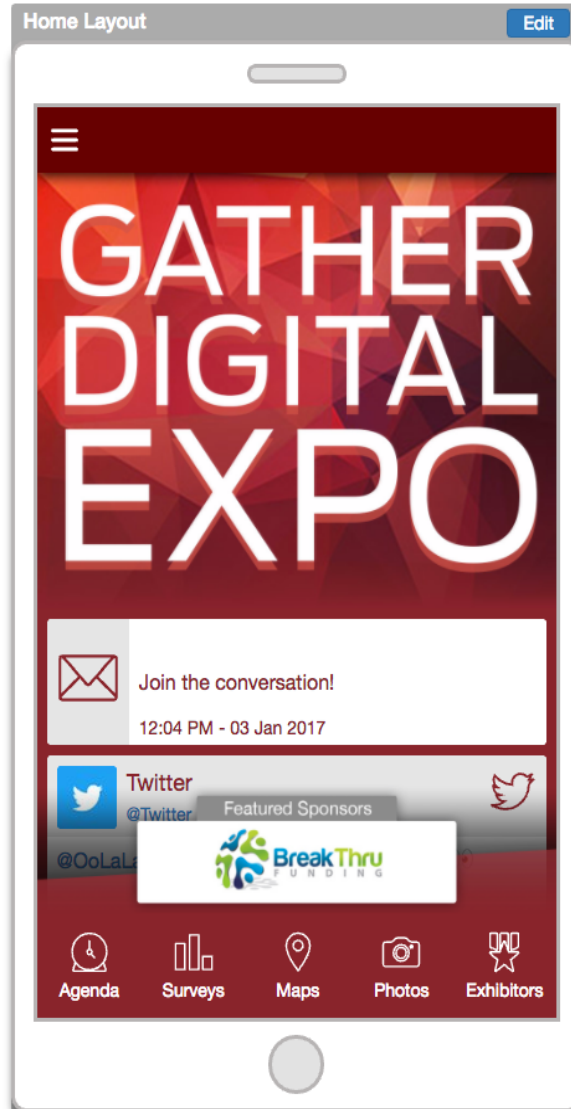 Home Layout
Edit
GATHER
DIGITAL
EXPO
Join the conversation!
12:04 PM - 03 Jan 2017
Twitter
@Twitter
Featured Sponsors
BreakThru
FUNDING
Agenda
Surveys
Maps
Photos
Exhibitors